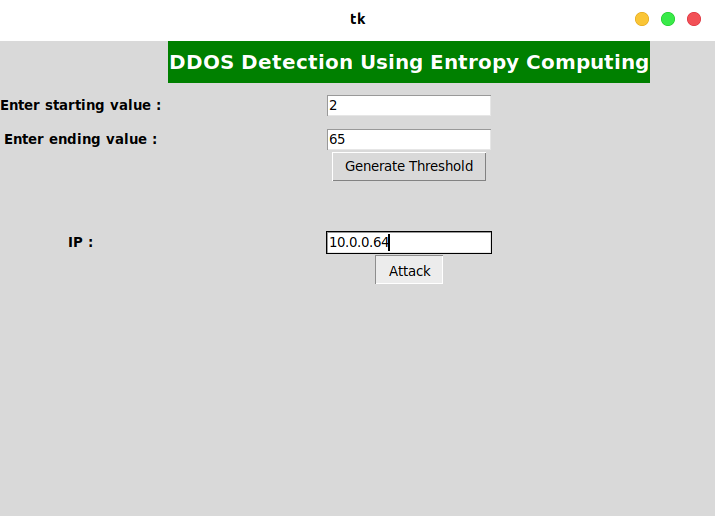 tk
DDOS Detection Using Entropy Computing
Enter starting value : 2
Enter ending value : 65
Generate Threshold
IP : 10.0.0.64
Attack